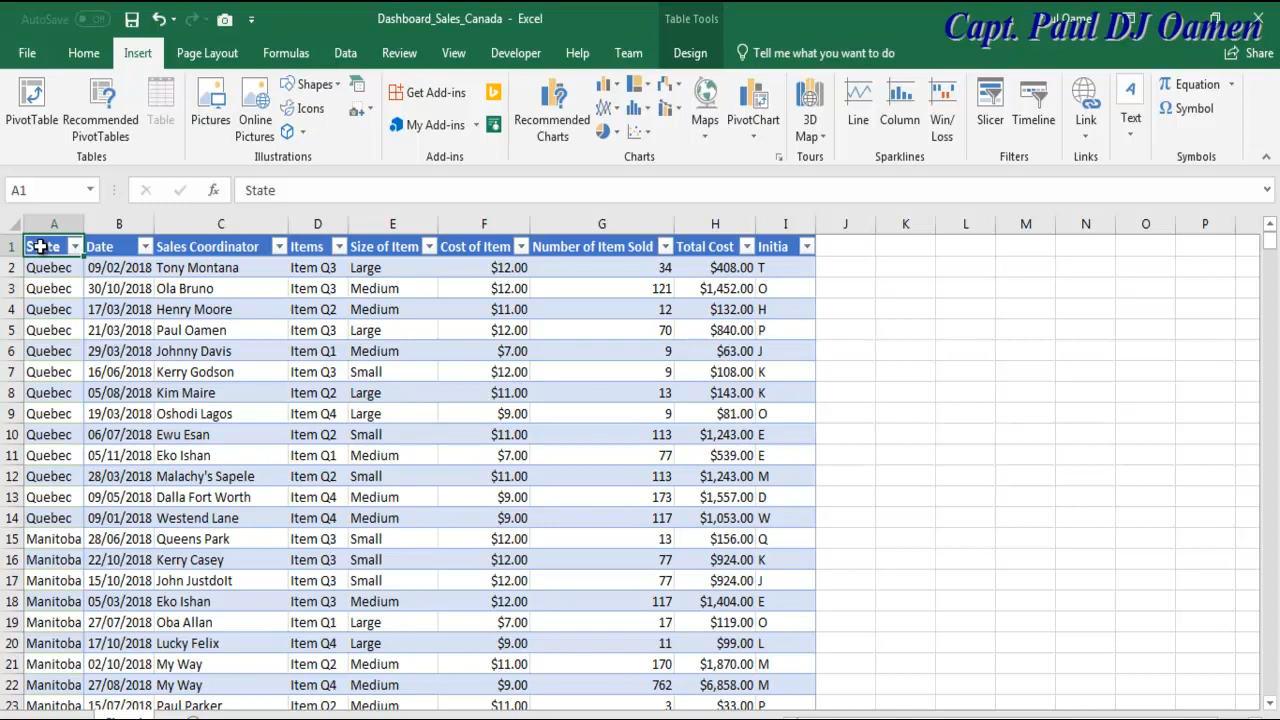 AutoSave Off
Dashboard_Sales_Canada - Excel
Table Tools
Capt. Paul DJ Oamen
File Home Insert Page Layout Formulas Data Review View Developer Help Team Design Tell me what you want to do Share
PivotTable
Recommended PivotTables
Table
Tables
Pictures
Online Pictures
Shapes
Icons
Illustrations
Get Add-ins
My Add-ins
Add-ins
Recommended Charts
Maps
PivotChart
Charts
3D Map
Tours
Line
Column
Win/Loss
Sparklines
Slicer
Timeline
Filters
Link
Links
A
Text
Equation
Symbol
Symbols
A1 fx State
A B C D E F G H I J K L M N O P
1 State Date Sales Coordinator Items Size of Item Cost of Item Number of Item Sold Total Cost Initia
2 Quebec 09/02/2018 Tony Montana Item Q3 Large $12.00 34 $408.00 T
3 Quebec 30/10/2018 Ola Bruno Item Q3 Medium $12.00 121 $1,452.00 O
4 Quebec 17/03/2018 Henry Moore Item Q2 Medium $11.00 12 $132.00 H
5 Quebec 21/03/2018 Paul Oamen Item Q3 Large $12.00 70 $840.00 P
6 Quebec 29/03/2018 Johnny Davis Item Q1 Medium $7.00 9 $63.00 J
7 Quebec 16/06/2018 Kerry Godson Item Q3 Small $12.00 9 $108.00 K
8 Quebec 05/08/2018 Kim Maire Item Q2 Large $11.00 13 $143.00 K
9 Quebec 19/03/2018 Oshodi Lagos Item Q4 Large $9.00 9 $81.00 O
10 Quebec 06/07/2018 Ewu Esan Item Q2 Small $11.00 113 $1,243.00 E
11 Quebec 05/11/2018 Eko Ishan Item Q1 Medium $7.00 77 $539.00 E
12 Quebec 28/03/2018 Malachy's Sapele Item Q2 Small $11.00 113 $1,243.00 M
13 Quebec 09/05/2018 Dalla Fort Worth Item Q4 Medium $9.00 173 $1,557.00 D
14 Quebec 09/01/2018 Westend Lane Item Q4 Medium $9.00 117 $1,053.00 W
15 Manitoba 28/06/2018 Queens Park Item Q3 Small $12.00 13 $156.00 Q
16 Manitoba 22/10/2018 Kerry Casey Item Q3 Small $12.00 77 $924.00 K
17 Manitoba 15/10/2018 John JustdoIt Item Q3 Small $12.00 77 $924.00 J
18 Manitoba 05/03/2018 Eko Ishan Item Q3 Medium $12.00 117 $1,404.00 E
19 Manitoba 27/07/2018 Oba Allan Item Q1 Large $7.00 17 $119.00 O
20 Manitoba 17/10/2018 Lucky Felix Item Q4 Large $9.00 11 $99.00 L
21 Manitoba 02/10/2018 My Way Item Q2 Medium $11.00 170 $1,870.00 M
22 Manitoba 27/08/2018 My Way Item Q4 Medium $9.00 762 $6,858.00 M
23 Manitoba 15/07/2018 Paul Parker Item Q2 Medium $11.00 3 $33.00 P